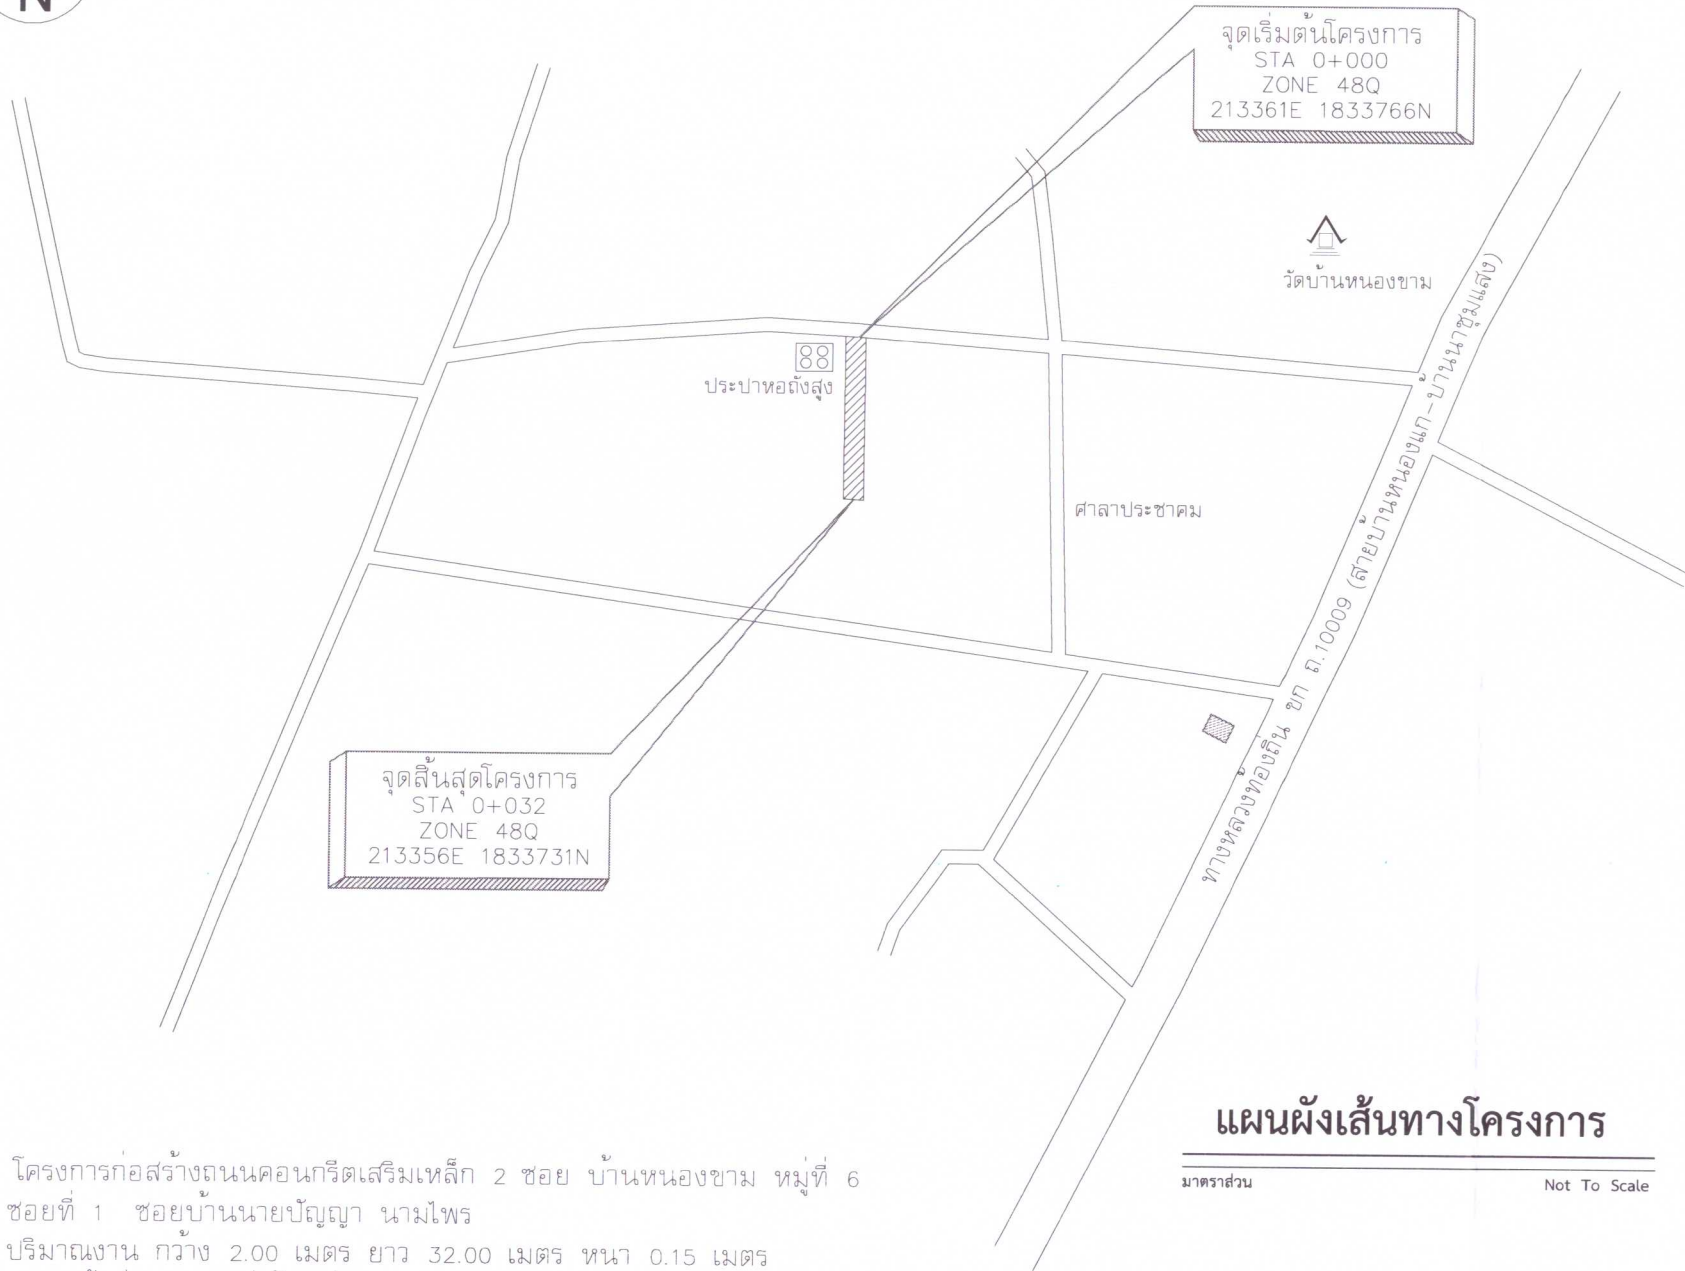 N
จุดเริ่มต้นโครงการ
STA 0+000
ZONE 48Q
213361E 1833766N
วัดบ้านหนองขาม
ประปาหอถังสูง
ศาลาประชาคม
ทางหลวงท้องถิ่น ขก ถ.10009 (สายบ้านหนองแก-บ้านนาชุมแสง)
จุดสิ้นสุดโครงการ
STA 0+032
ZONE 48Q
213356E 1833731N
แผนผังเส้นทางโครงการ
มาตราส่วน Not To Scale
โครงการก่อสร้างถนนคอนกรีตเสริมเหล็ก 2 ซอย บ้านหนองขาม หมู่ที่ 6
ซอยที่ 1 ซอยบ้านนายปัญญา นามไพร
ปริมาณงาน กว้าง 2.00 เมตร ยาว 32.00 เมตร หนา 0.15 เมตร